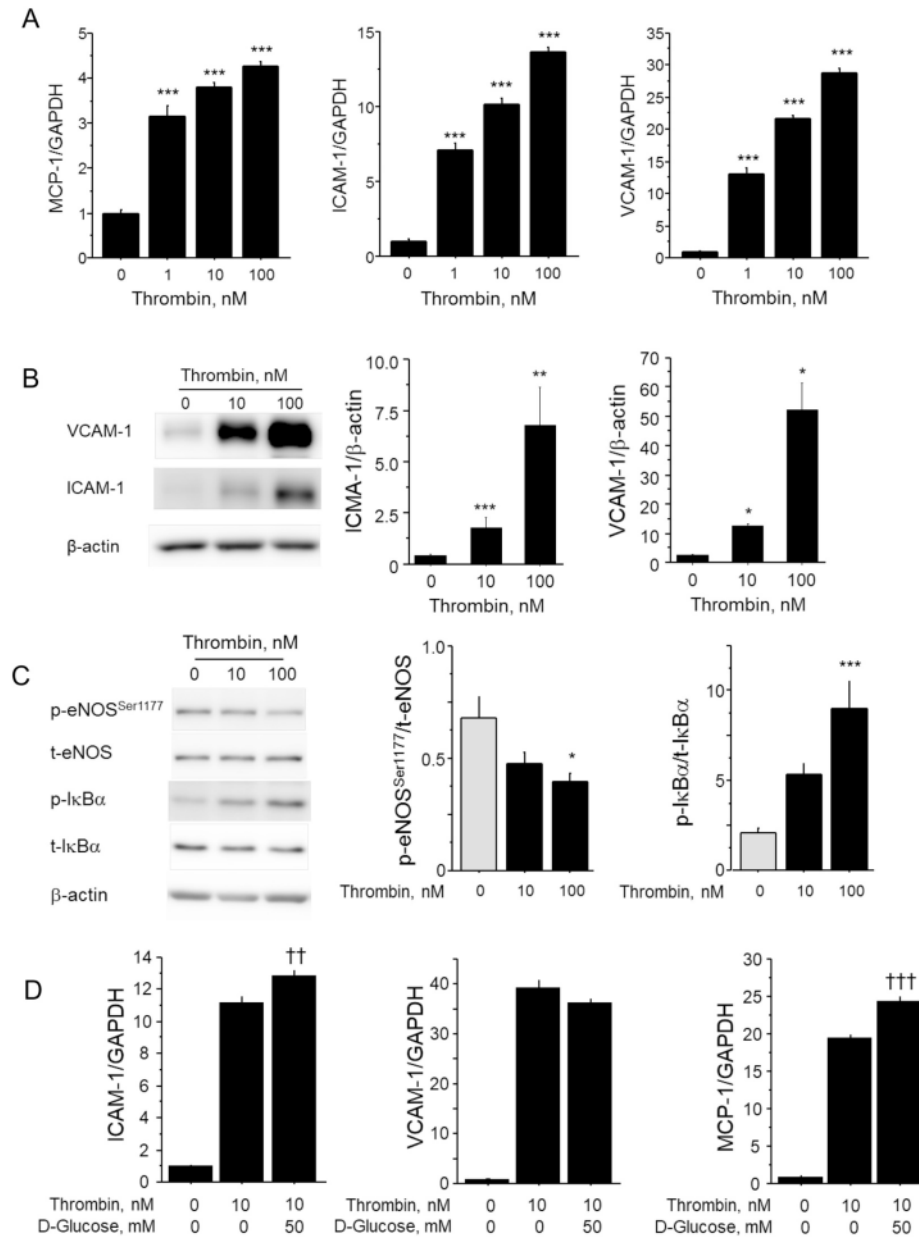 A
MCP-1/GAPDH
5
4
3
2
1
0
***
***
***
0 1 10 100
Thrombin, nM
ICAM-1/GAPDH
15
10
5
0
***
***
***
0 1 10 100
Thrombin, nM
VCAM-1/GAPDH
35
30
25
20
15
10
5
0
***
***
***
0 1 10 100
Thrombin, nM
B
Thrombin, nM
0 10 100
VCAM-1
ICAM-1
β-actin
ICMA-1/β-actin
10.0
7.5
5.0
2.5
0
***
**
0 10 100
Thrombin, nM
VCAM-1/β-actin
70
60
50
40
30
20
10
0
*
*
0 10 100
Thrombin, nM
C
Thrombin, nM
0 10 100
p-eNOSSer1177
t-eNOS
p-IκBα
t-IκBα
β-actin
p-eNOSSer1177/t-eNOS
1.0
0.5
0
*
Thrombin, nM 0 10 100
p-IκBα/t-IκBα
10
5
0
***
Thrombin, nM 0 10 100
D
ICAM-1/GAPDH
14
12
10
8
6
4
2
0
††
Thrombin, nM 0 10 10
D-Glucose, mM 0 0 50
VCAM-1/GAPDH
40
30
20
10
0
0 10 10
0 0 50
MCP-1/GAPDH
30
25
20
15
10
5
0
†††
Thrombin, nM 0 10 10
D-Glucose, mM 0 0 50